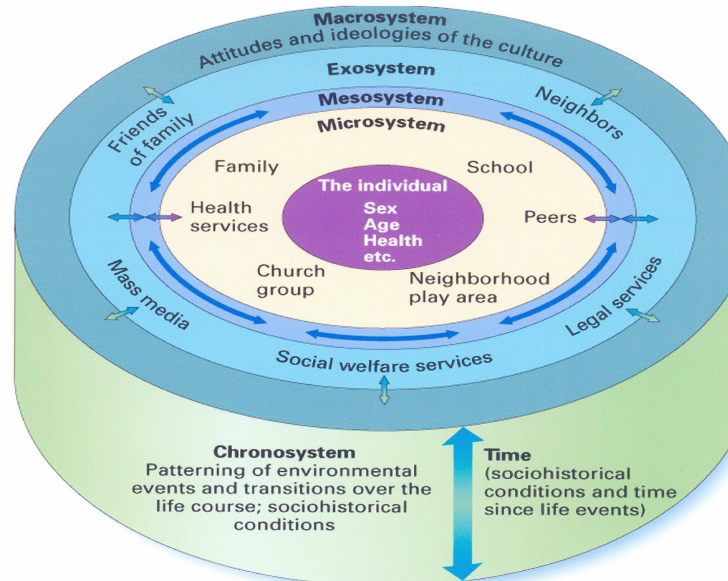 Macrosystem
Attitudes and ideologies of the culture
Exosystem
Mesosystem
Microsystem
Friends
of family
Neighbors
Family
School
The individual
Sex
Age
Health
etc.
Health
services
Peers
Church
group
Neighborhood
play area
Mass media
Legal services
Social welfare services
Chronosystem
Patterning of environmental
events and transitions over the
life course; sociohistorical
conditions
Time
(sociohistorical
conditions and time
since life events)